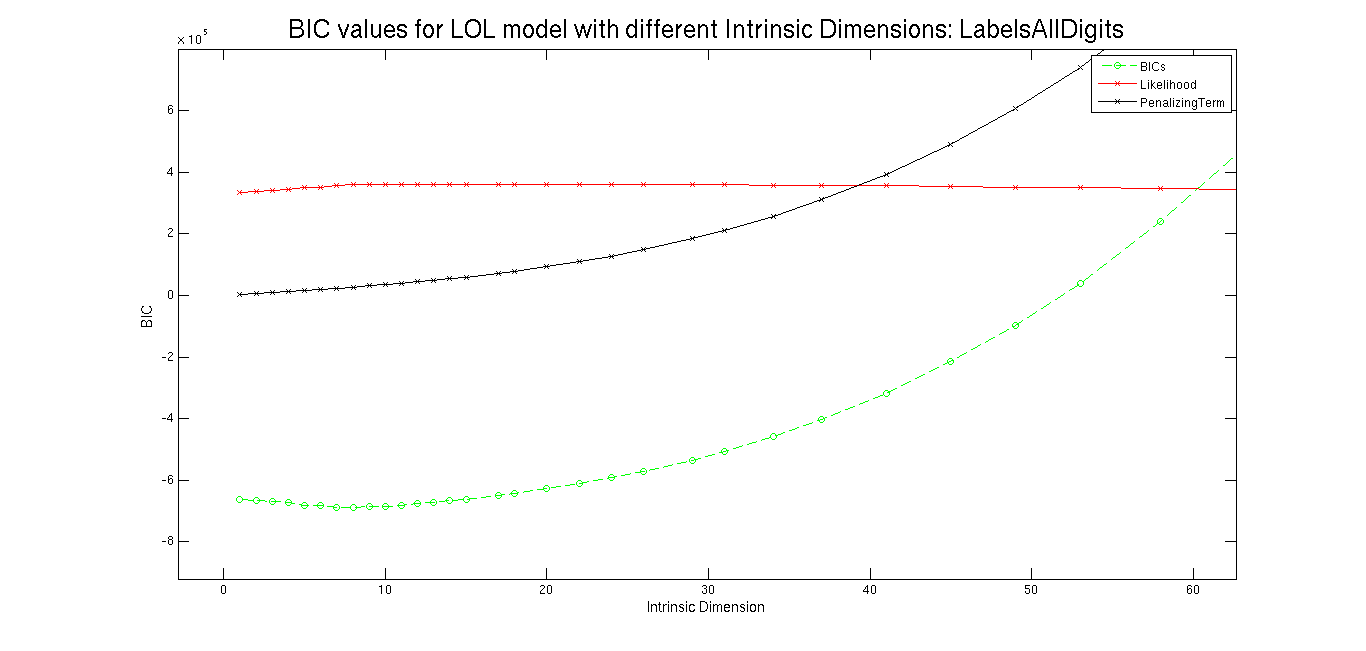 BIC values for LOL model with different Intrinsic Dimensions: LabelsAllDigits
× 10^5
BICs
Likelihood
PenalizingTerm
6
4
2
0
-2
-4
-6
-8
BIC
0 10 20 30 40 50 60
Intrinsic Dimension